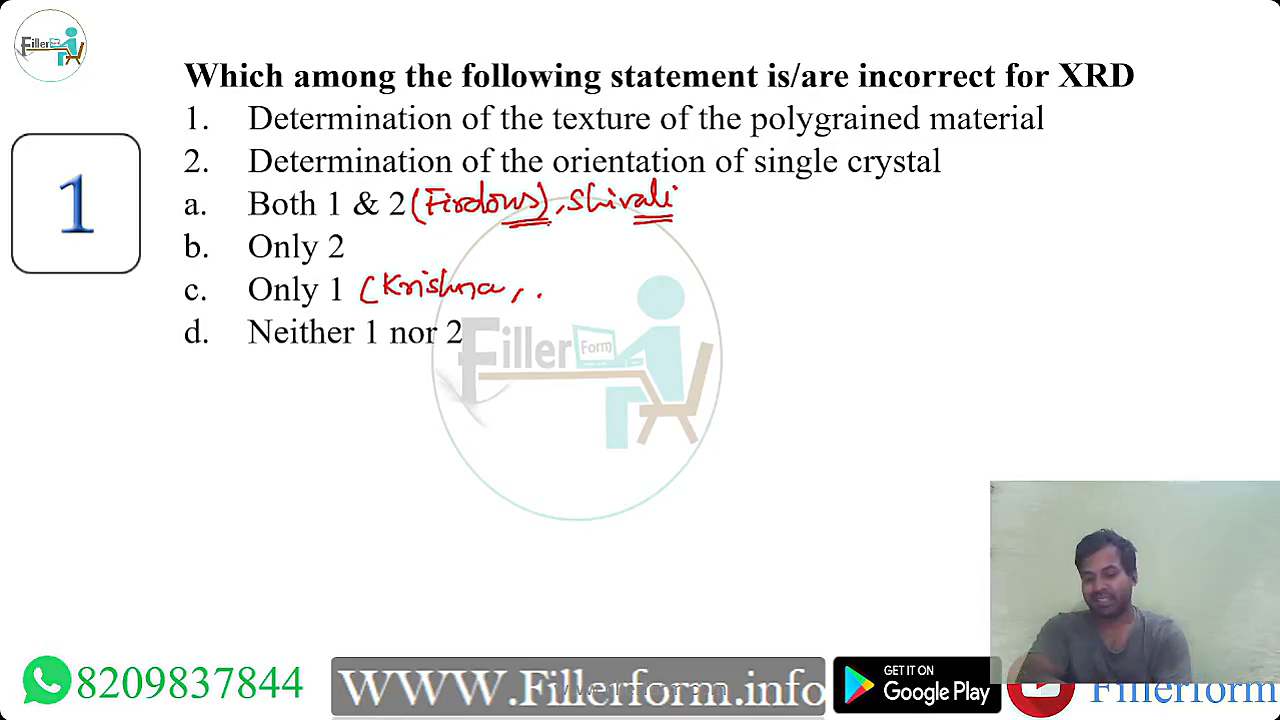 Filler Form
Which among the following statement is/are incorrect for XRD
1. Determination of the texture of the polygrained material
1
2. Determination of the orientation of single crystal
a. Both 1 & 2 (Firdows), Shivali
b. Only 2
c. Only 1 (Krishna, .
d. Neither 1 nor 2
Filler Form
8209837844
WWW.Fillerform.info
GET IT ON
Google Play
Fillerform